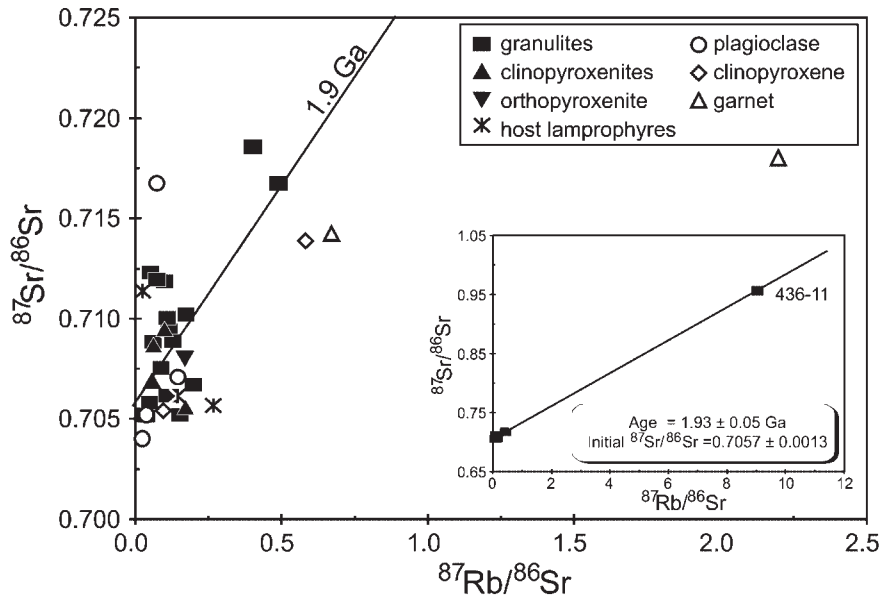 0.725
0.720
0.715
0.710
0.705
0.700
⁸⁷Sr/⁸⁶Sr
0.0
0.5
1.0
1.5
2.0
2.5
⁸⁷Rb/⁸⁶Sr
1.9 Ga
granulites
clinopyroxenites
orthopyroxenite
host lamprophyres
plagioclase
clinopyroxene
garnet
1.05
0.95
0.85
0.75
0.65
⁸⁷Sr/⁸⁶Sr
436-11
Age = 1.93 ± 0.05 Ga
Initial ⁸⁷Sr/⁸⁶Sr =0.7057 ± 0.0013
0 2 4 6 8 10 12
⁸⁷Rb/⁸⁶Sr